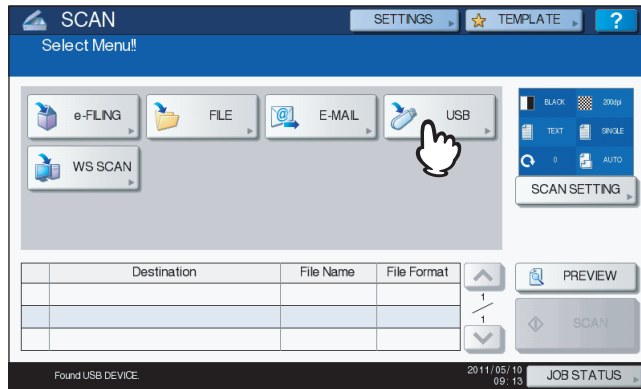 SCAN
SETTINGS
TEMPLATE
?
Select Menu!!
e-FILING
FILE
E-MAIL
USB
WS SCAN
BLACK
200dpi
TEXT
SINGLE
0
AUTO
SCAN SETTING
Destination File Name File Format
1
1
PREVIEW
SCAN
Found USB DEVICE.
2011/05/10
09:13
JOB STATUS